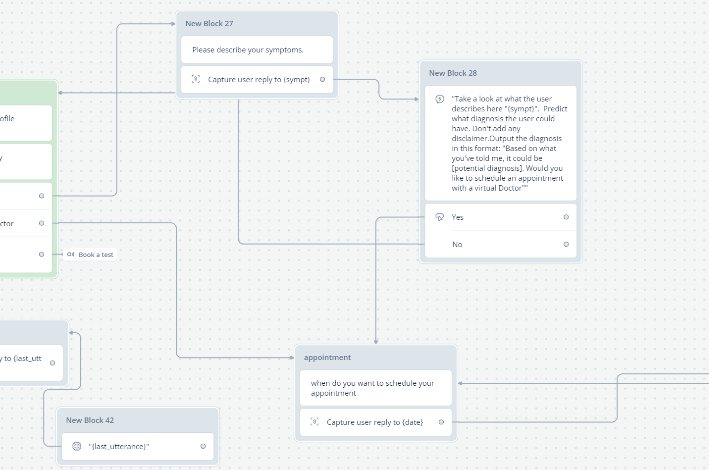 New Block 27
Please describe your symptoms.
Capture user reply to {sympt}
New Block 28
"Take a look at what the user
describes here "{sympt}".  Predict
what diagnosis the user could
have. Don't add any
disclaimer.Output the diagnosis
in this format: "Based on what
you've told me, it could be
[potential diagnosis]. Would you
like to schedule an appointment
with a virtual Doctor""
Yes
No
Book a test
appointment
when do you want to schedule your
appointment
Capture user reply to {date}
y to {last_utt
New Block 42
"{last_utterance}"